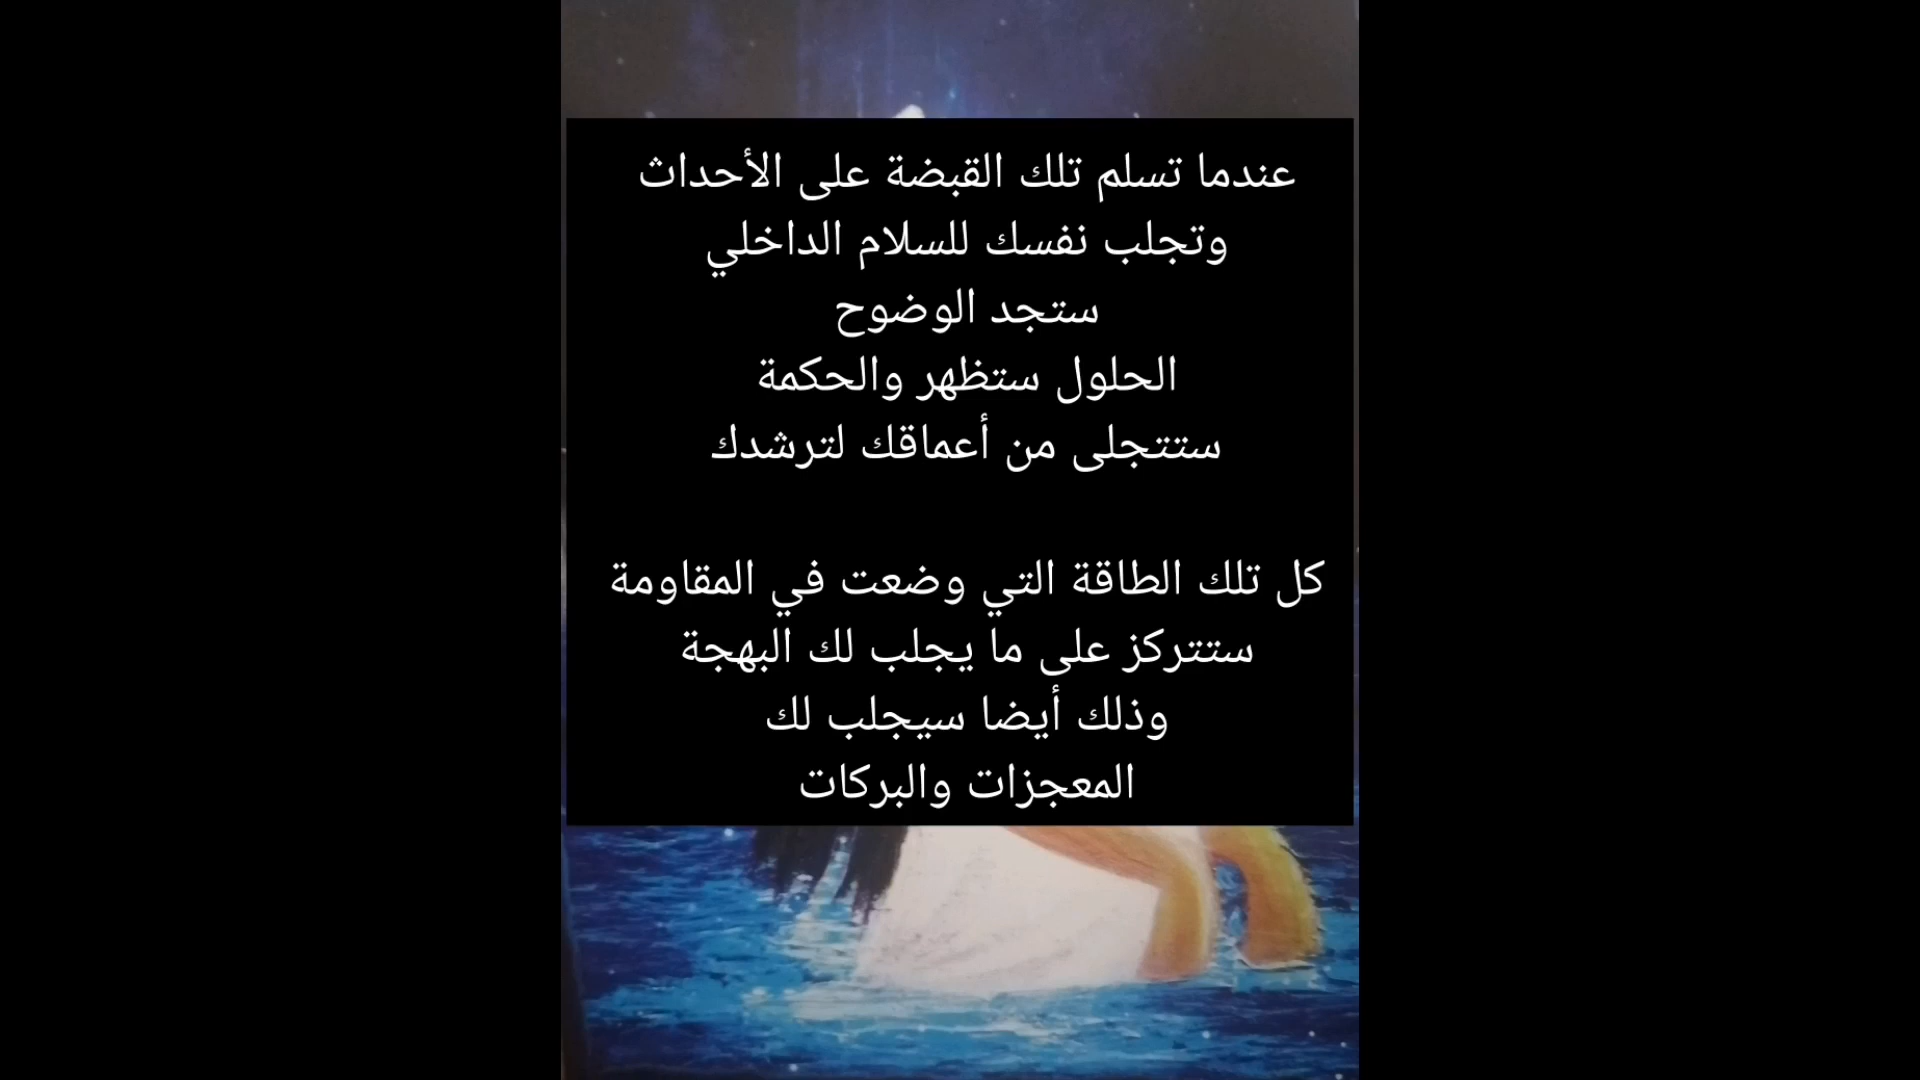 عندما تسلم تلك القبضة على الأحداث
وتجلب نفسك للسلام الداخلي
ستجد الوضوح
الحلول ستظهر والحكمة
ستتجلى من أعماقك لترشدك
كل تلك الطاقة التي وضعت في المقاومة
ستتركز على ما يجلب لك البهجة
وذلك أيضا سيجلب لك
المعجزات والبركات